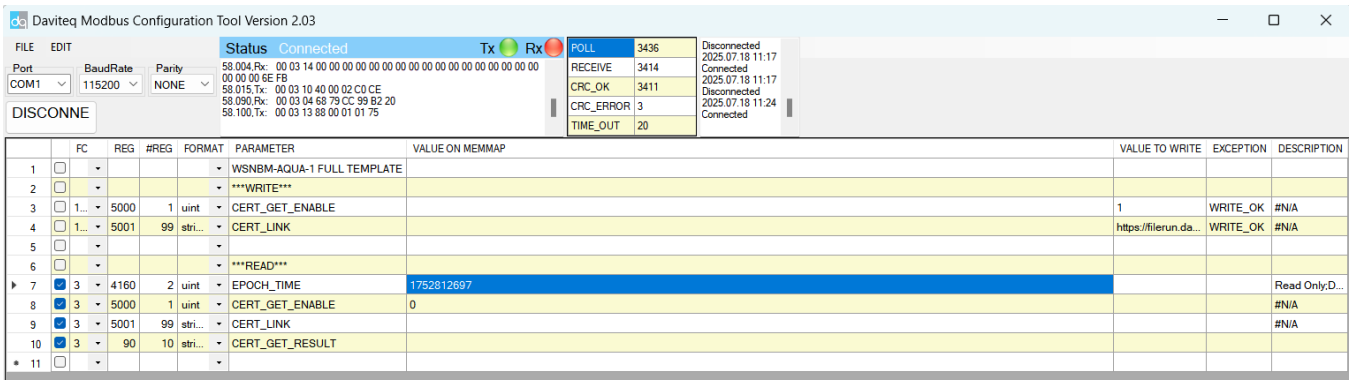 dq Daviteq Modbus Configuration Tool Version 2.03
FILE EDIT
Port BaudRate Parity
COM1 115200 NONE
DISCONNE
Status Connected Tx Rx
58.004,Rx: 00 03 14 00 00 00 00 00 00 00 00 00 00 00 00 00 00 00 00 00
00 00 00 6E FB
58.015,Tx: 00 03 10 40 00 02 C0 CE
58.090,Rx: 00 03 04 68 79 CC 99 B2 20
58.100,Tx: 00 03 13 88 00 01 01 75
POLL 3436
RECEIVE 3414
CRC_OK 3411
CRC_ERROR 3
TIME_OUT 20
Disconnected
2025.07.18 11:17
Connected
2025.07.18 11:17
Disconnected
2025.07.18 11:24
Connected
FC REG #REG FORMAT PARAMETER VALUE ON MEMMAP VALUE TO WRITE EXCEPTION DESCRIPTION
1 WSNBM-AQUA-1 FULL TEMPLATE
2 ***WRITE***
3 1... 5000 1 uint CERT_GET_ENABLE 1 WRITE_OK #N/A
4 1... 5001 99 stri... CERT_LINK https://filerun.da... WRITE_OK #N/A
5
6 ***READ***
7 3 4160 2 uint EPOCH_TIME 1752812697 Read Only;D...
8 3 5000 1 uint CERT_GET_ENABLE 0 #N/A
9 3 5001 99 stri... CERT_LINK #N/A
10 3 90 10 stri... CERT_GET_RESULT
11